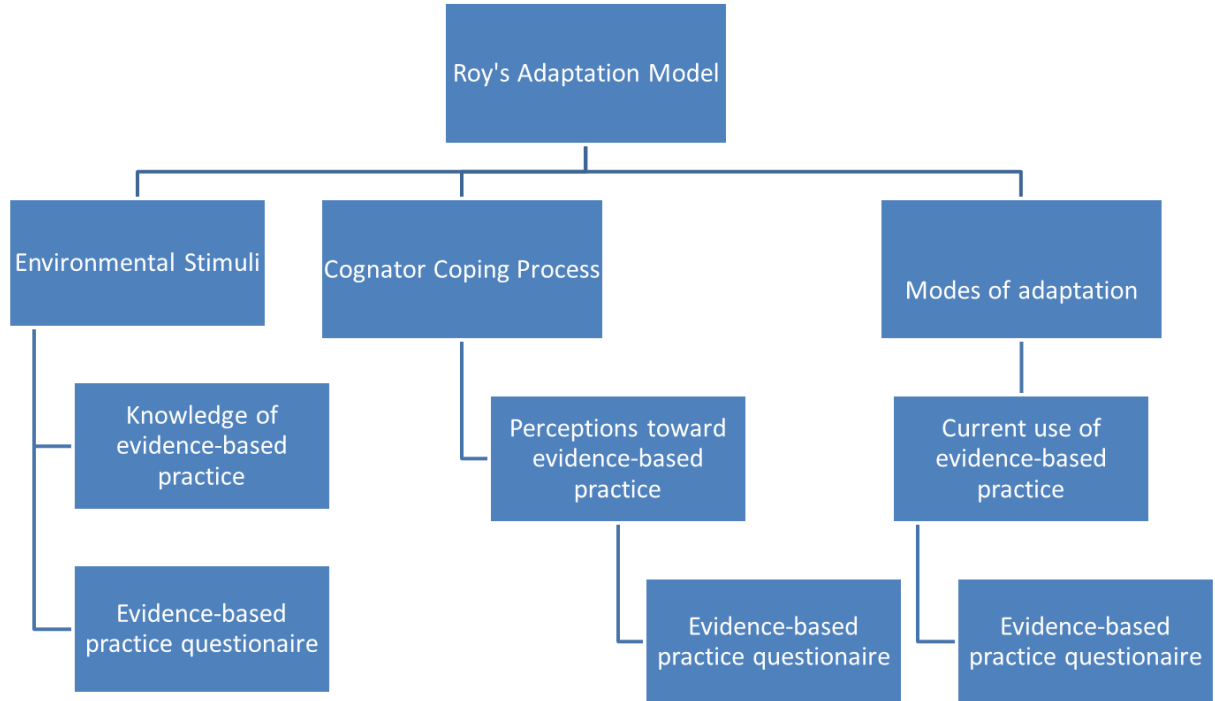 Roy's Adaptation Model
Environmental Stimuli
Cognator Coping Process
Modes of adaptation
Knowledge of
evidence-based
practice
Perceptions toward
evidence-based
practice
Current use of
evidence-based
practice
Evidence-based
practice questionaire
Evidence-based
practice questionaire
Evidence-based
practice questionaire